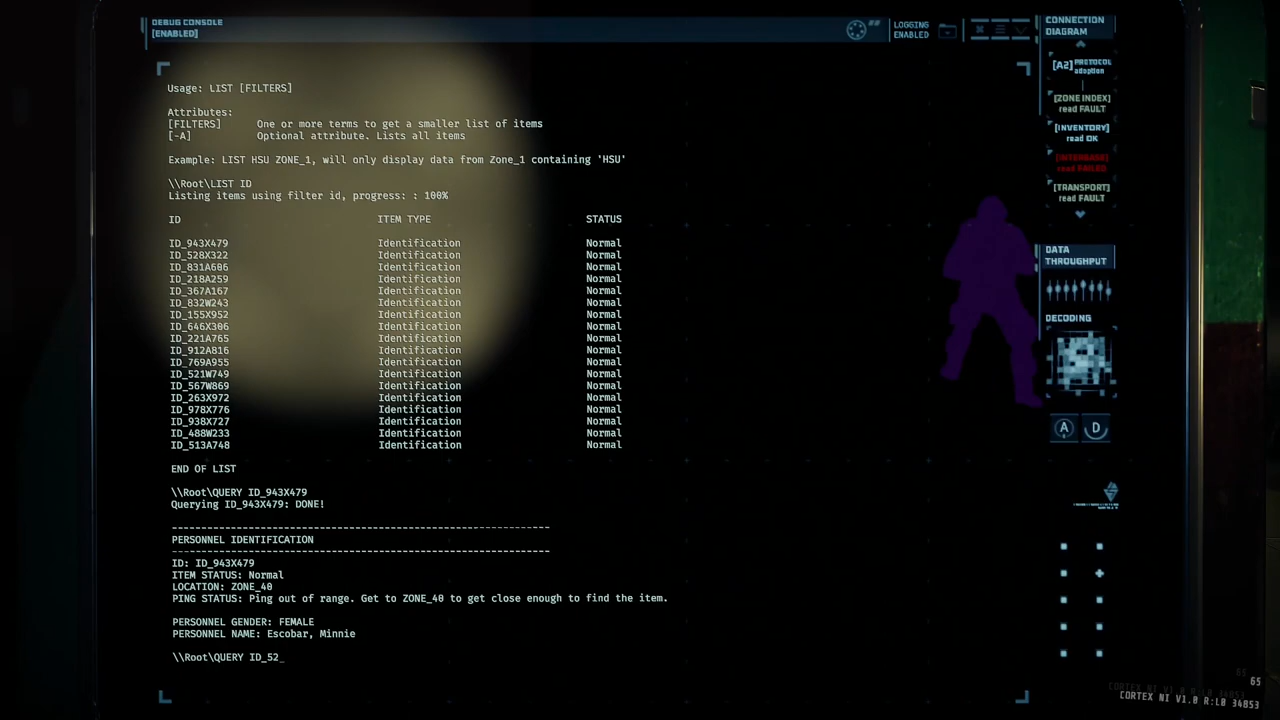 DEBUG CONSOLE
[ENABLED]
LOGGING
ENABLED
Usage: LIST [FILTERS]
Attributes:
[FILTERS] One or more terms to get a smaller list of items
[-A] Optional attribute. Lists all items
Example: LIST HSU ZONE_1, will only display data from Zone_1 containing 'HSU'
\\Root\LIST ID
Listing items using filter id, progress: : 100%
ID ITEM TYPE STATUS
ID_943X479 Identification Normal
ID_528X322 Identification Normal
ID_831A606 Identification Normal
ID_218A259 Identification Normal
ID_367A167 Identification Normal
ID_832W243 Identification Normal
ID_155X952 Identification Normal
ID_646X306 Identification Normal
ID_221A765 Identification Normal
ID_912A816 Identification Normal
ID_769A955 Identification Normal
ID_521W749 Identification Normal
ID_567W869 Identification Normal
ID_263X972 Identification Normal
ID_978X776 Identification Normal
ID_938X727 Identification Normal
ID_488W233 Identification Normal
ID_513A748 Identification Normal
END OF LIST
\\Root\QUERY ID_943X479
Querying ID_943X479: DONE!
----------------------------------------------------------------
PERSONNEL IDENTIFICATION
----------------------------------------------------------------
ID: ID_943X479
ITEM STATUS: Normal
LOCATION: ZONE_40
PING STATUS: Ping out of range. Get to ZONE_40 to get close enough to find the item.
PERSONNEL GENDER: FEMALE
PERSONNEL NAME: Escobar, Minnie
\\Root\QUERY ID_52_
CONNECTION
DIAGRAM
[A2] PROTOCOL
adoption
[ZONE INDEX]
read FAULT
[INVENTORY]
read OK
read FAILED
[TRANSPORT]
read FAULT
DATA
THROUGHPUT
DECODING
A D
65
CORTEX NI V1.0 R:L0 34853